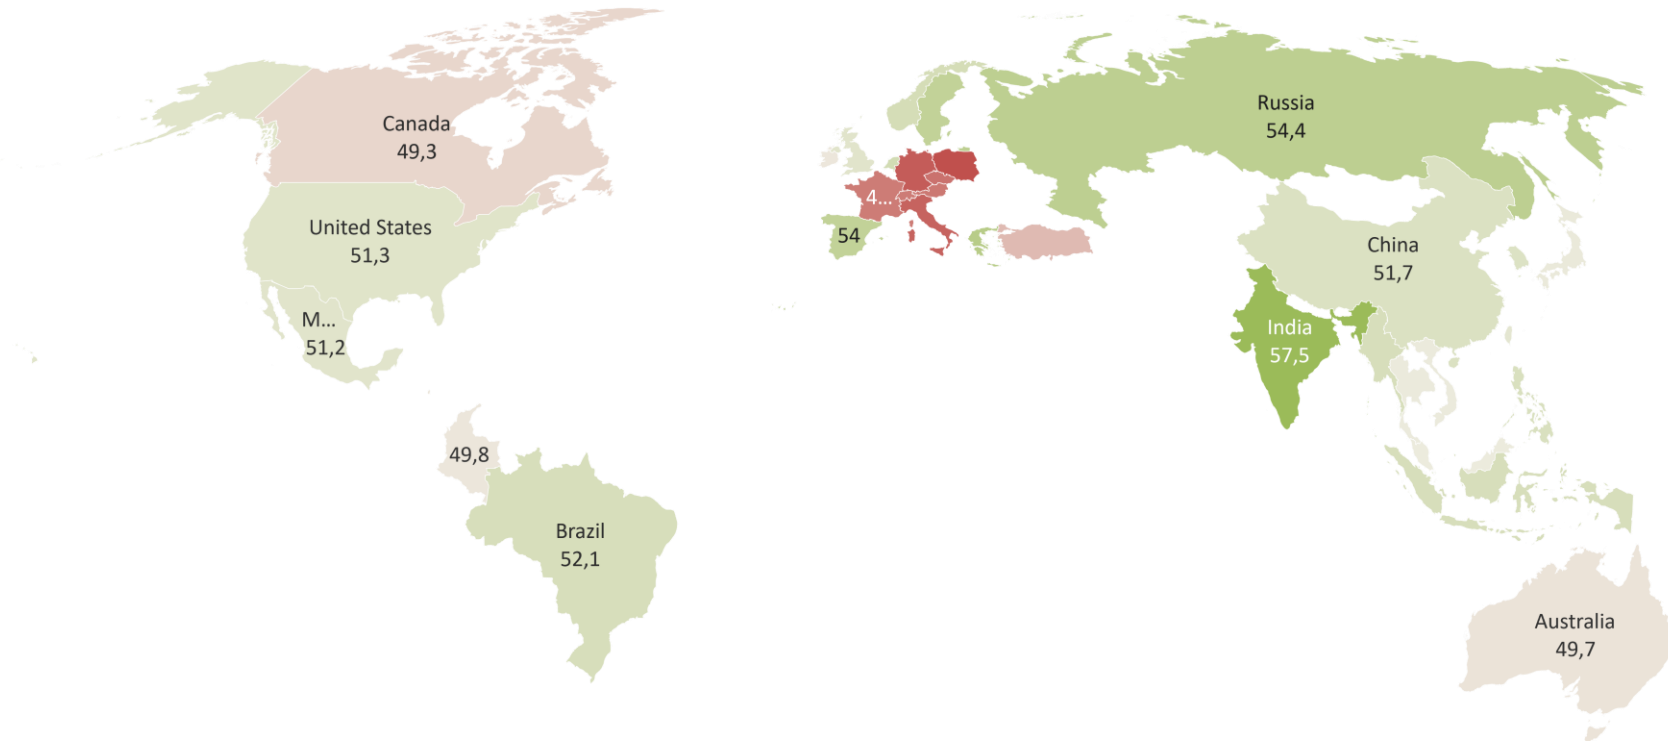 Canada
49,3
United States
51,3
M...
51,2
49,8
Brazil
52,1
4...
54
Russia
54,4
China
51,7
India
57,5
Australia
49,7